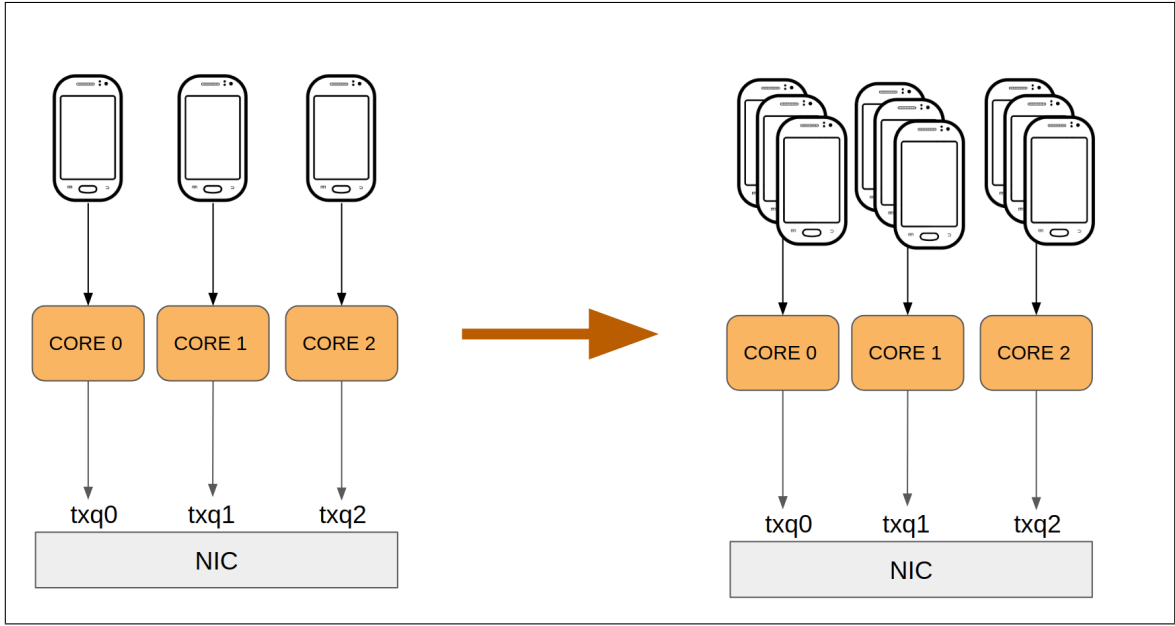 CORE 0
CORE 1
CORE 2
txq0
txq1
txq2
NIC
CORE 0
CORE 1
CORE 2
txq0
txq1
txq2
NIC